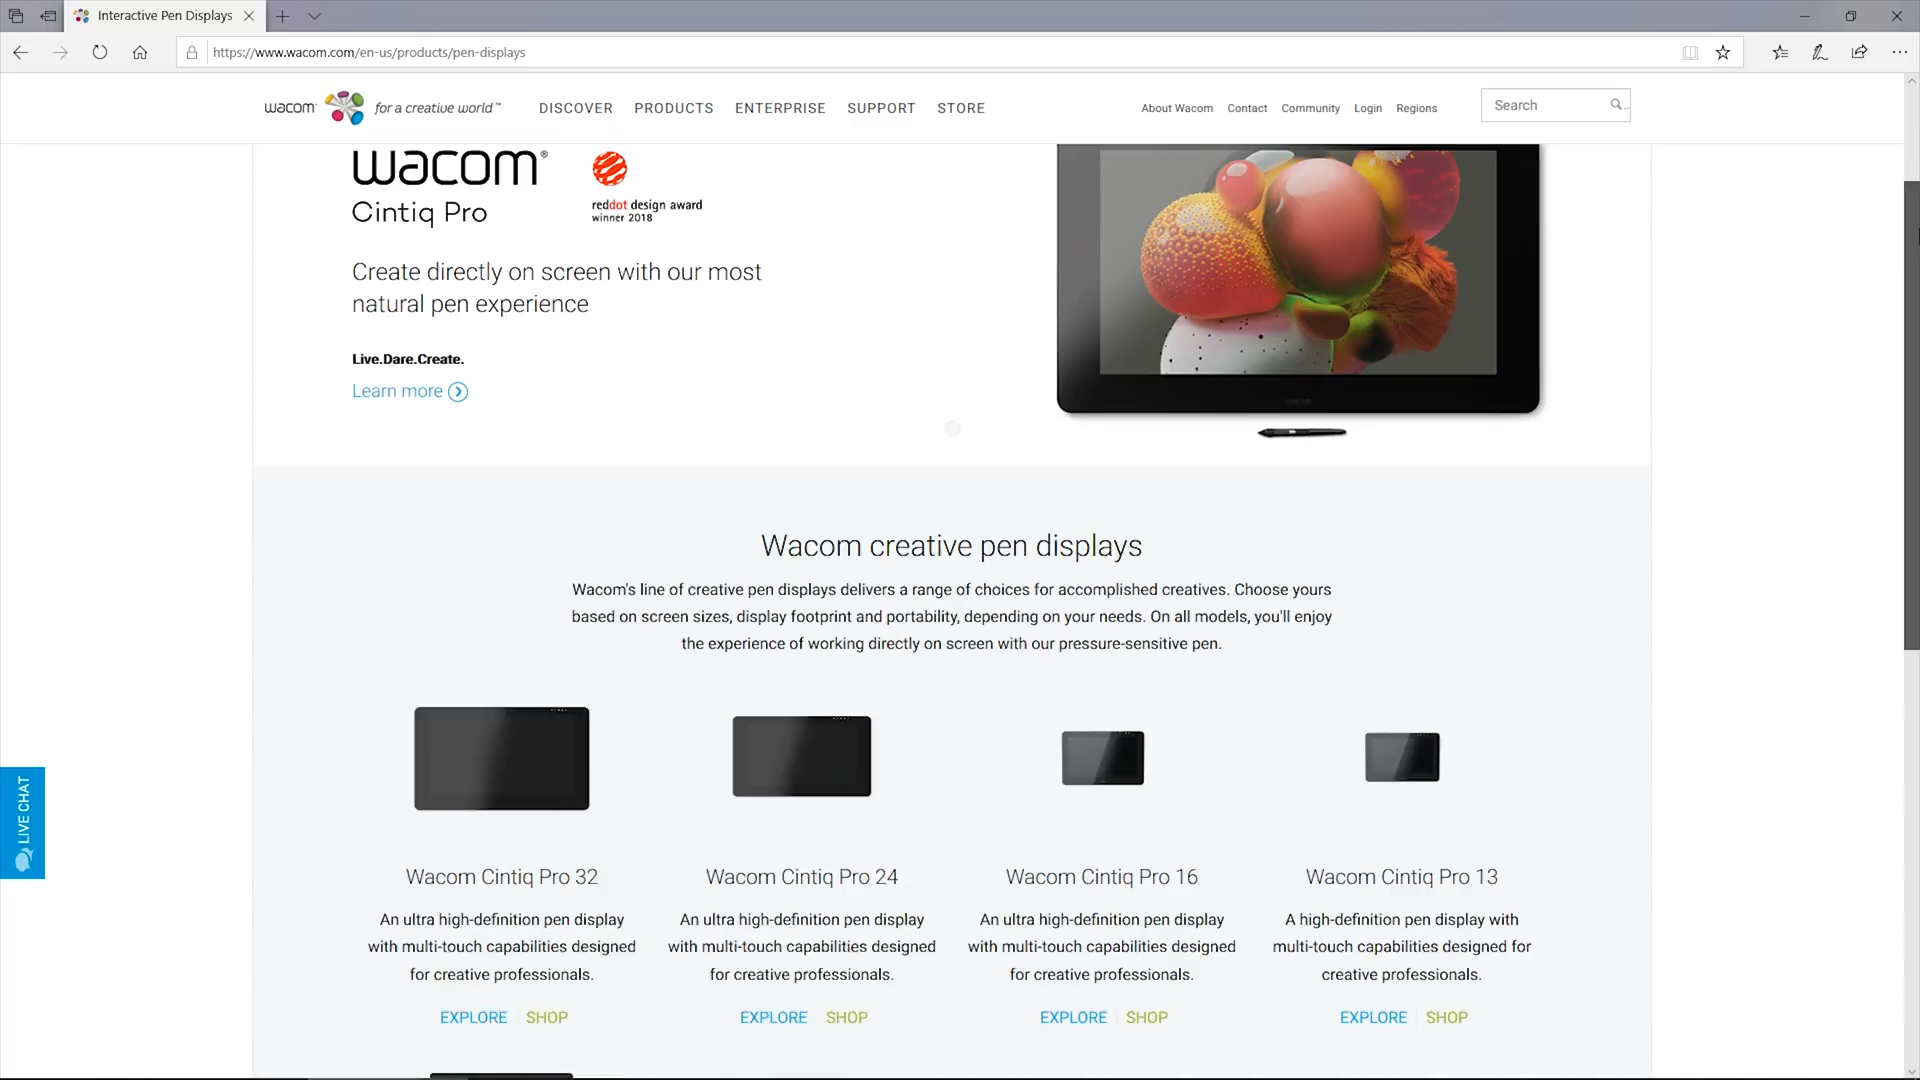 Interactive Pen Displays
https://www.wacom.com/en-us/products/pen-displays
wacom for a creative world™
DISCOVER PRODUCTS ENTERPRISE SUPPORT STORE
About Wacom Contact Community Login Regions
Search
wacom®
Cintiq Pro
reddot design award
winner 2018
Create directly on screen with our most
natural pen experience
Live.Dare.Create.
Learn more
Wacom creative pen displays
Wacom's line of creative pen displays delivers a range of choices for accomplished creatives. Choose yours
based on screen sizes, display footprint and portability, depending on your needs. On all models, you'll enjoy
the experience of working directly on screen with our pressure-sensitive pen.
Wacom Cintiq Pro 32
An ultra high-definition pen display
with multi-touch capabilities designed
for creative professionals.
EXPLORE SHOP
Wacom Cintiq Pro 24
An ultra high-definition pen display
with multi-touch capabilities designed
for creative professionals.
EXPLORE SHOP
Wacom Cintiq Pro 16
An ultra high-definition pen display
with multi-touch capabilities designed
for creative professionals.
EXPLORE SHOP
Wacom Cintiq Pro 13
A high-definition pen display with
multi-touch capabilities designed for
creative professionals.
EXPLORE SHOP
LIVE CHAT